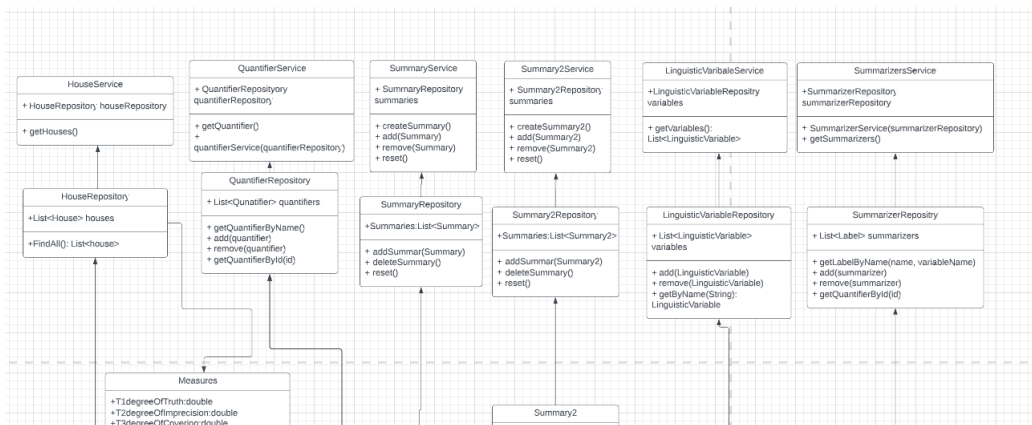 HouseService
+ HouseRepository houseRepository
+ getHouses()
QuantifierService
+ QuantifierRepositoyory
quantifierRepository
+ getQuantifier()
+
quantifierService(quantifierRepository)
SummaryService
+ SummaryRepository
summaries
+ createSummary()
+ add(Summary)
+ remove(Summary)
+ reset()
Summary2Service
+ Summary2Repository
summaries
+ createSummary2()
+ add(Summary2)
+ remove(Summary2)
+ reset()
LinguisticVaribaleService
+LinguisticVariableRepositry
variables
+ getVariables():
List<LinguisticVariable>
SummarizersService
+SummarizerRepository
summarizerRepository
+ SummarizerService(summarizerRepository)
+ getSummarizers()
HouseRepository
+List<House> houses
+FindAll(): List<house>
QuantifierRepository
+ List<Qunatifier> quantifiers
+ getQuantifierByName()
+ add(quantifier)
+ remove(quantifier)
+ getQuantifierById(id)
SummaryRepository
+Summaries:List<Summary>
+ addSummar(Summary)
+ deleteSummary()
+ reset()
Summary2Repository
+Summaries:List<Summary2>
+ addSummar(Summary2)
+ deleteSummary()
+ reset()
LinguisticVariableRepository
+ List<LinguisticVariable>
variables
+ add(LinguisticVariable)
+ remove(LinguisticVariable)
+ getByName(String):
LinguisticVariable
SummarizerRepositry
+ List<Label> summarizers
+ getLabelByName(name, variableName)
+ add(summarizer)
+ remove(summarizer)
+ getQuantifierById(id)
Measures
+T1degreeOfTruth:double
+T2degreeOfImprecision:double
+T3degreeOfCovering:double
Summary2